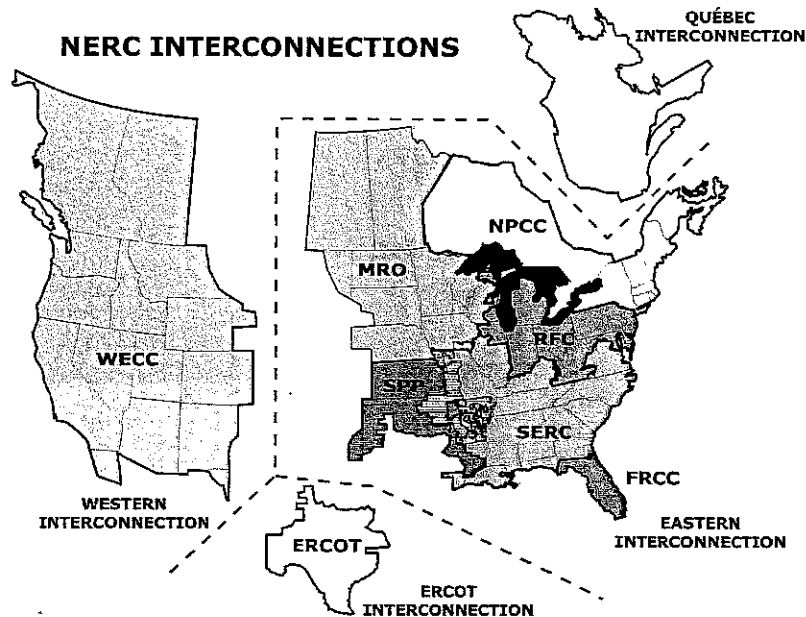 QUÉBEC
INTERCONNECTION
NERC INTERCONNECTIONS
NPCC
MRO
RFC
WECC
SPP
SERC
FRCC
WESTERN
INTERCONNECTION
EASTERN
INTERCONNECTION
ERCOT
ERCOT
INTERCONNECTION